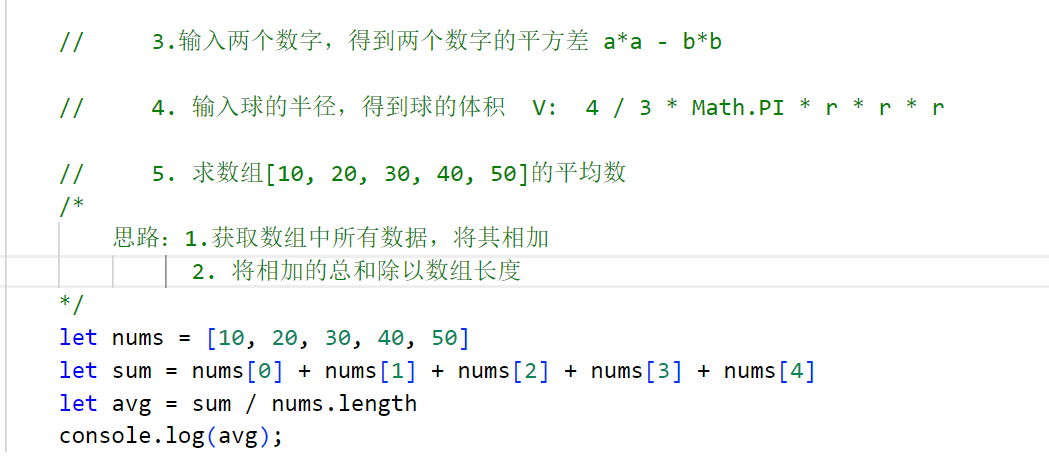 //     3.输入两个数字，得到两个数字的平方差 a*a - b*b
//     4. 输入球的半径，得到球的体积  V:  4 / 3 * Math.PI * r * r * r
//     5. 求数组[10, 20, 30, 40, 50]的平均数
/*
    思路：1.获取数组中所有数据，将其相加
          2. 将相加的总和除以数组长度
*/
let nums = [10, 20, 30, 40, 50]
let sum = nums[0] + nums[1] + nums[2] + nums[3] + nums[4]
let avg = sum / nums.length
console.log(avg);